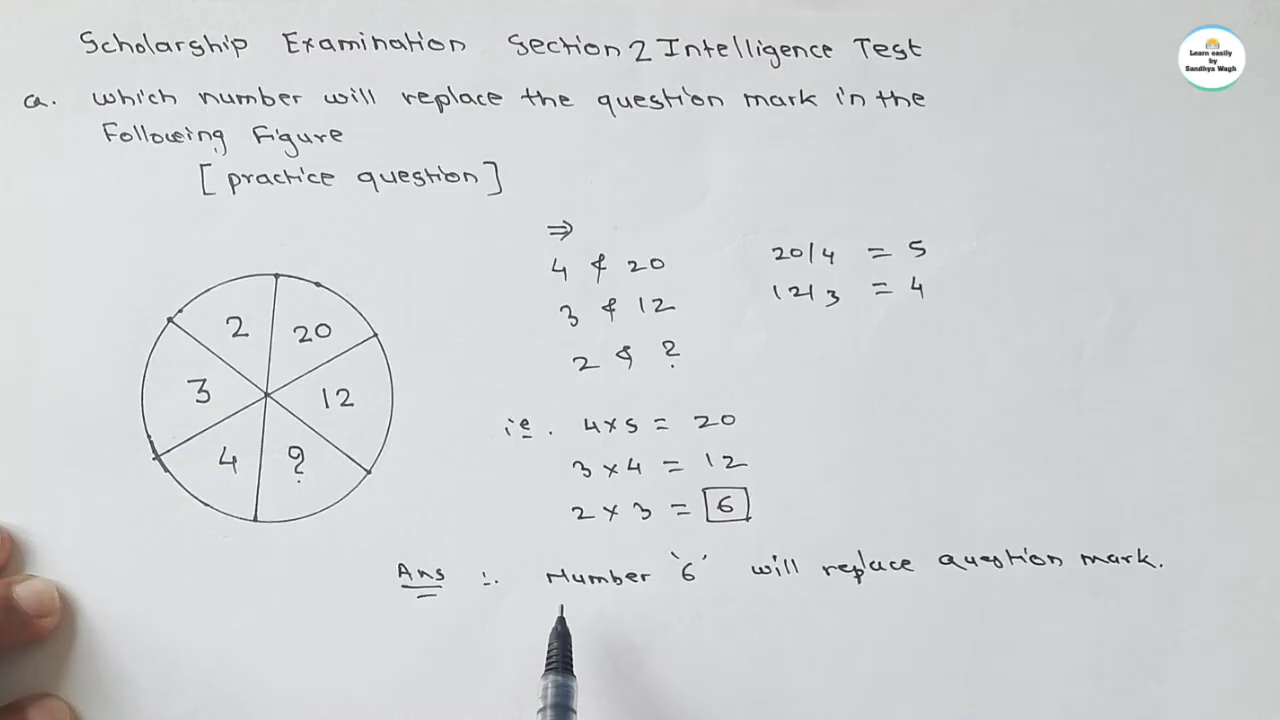 Scholarship Examination Section 2 Intelligence Test
Learn easily
by
Sandhya Wagh
Q. which number will replace the question mark in the
Following Figure
[practice question]
⇒
4 & 20
3 & 12
2 & ?
20/4 = 5
12/3 = 4
2 20
3 12
4 ?
ie. 4×5 = 20
3×4 = 12
2×3 = 6
Ans ∴ Number '6' will replace question mark.